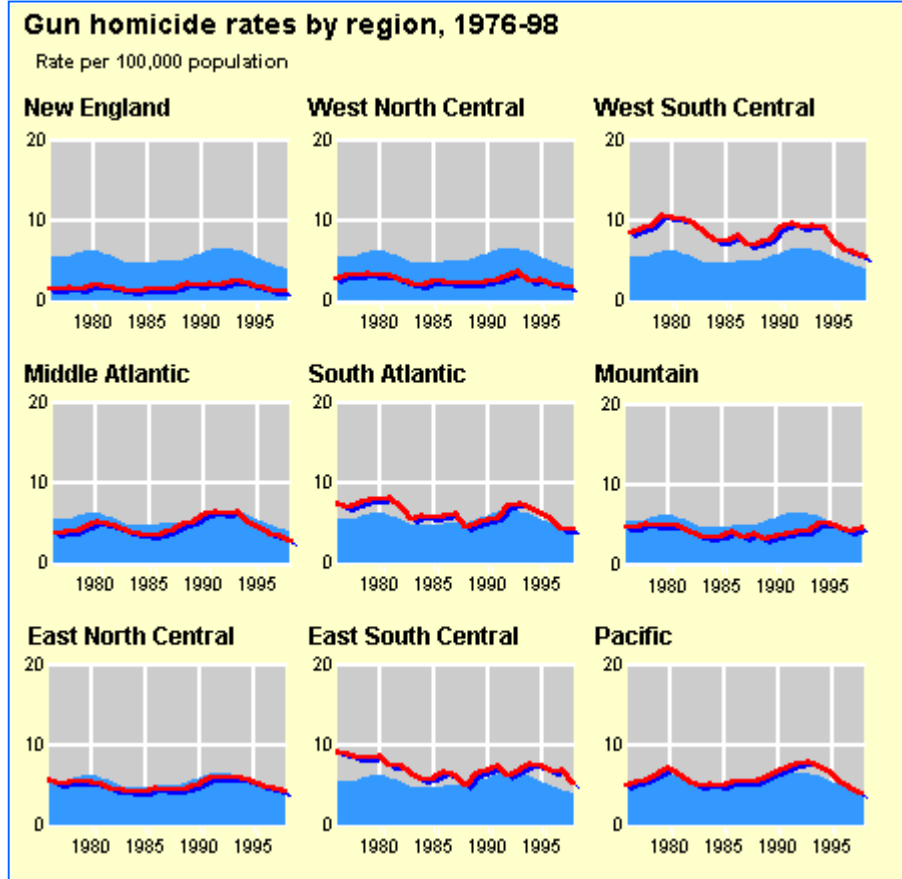 Gun homicide rates by region, 1976-98
Rate per 100,000 population
New England
20
10
0
1980 1985 1990 1995
West North Central
20
10
0
1980 1985 1990 1995
West South Central
20
10
0
1980 1985 1990 1995
Middle Atlantic
20
10
0
1980 1985 1990 1995
South Atlantic
20
10
0
1980 1985 1990 1995
Mountain
20
10
0
1980 1985 1990 1995
East North Central
20
10
0
1980 1985 1990 1995
East South Central
20
10
0
1980 1985 1990 1995
Pacific
20
10
0
1980 1985 1990 1995